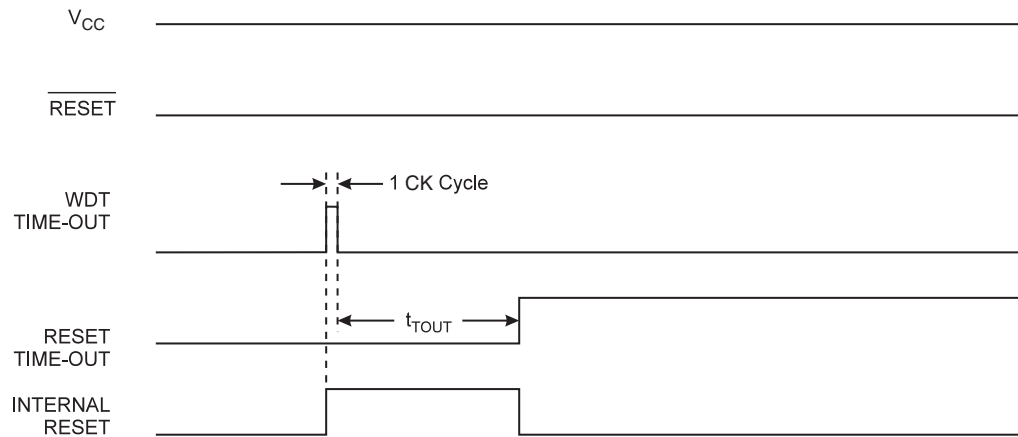 VCC
RESET
1 CK Cycle
WDT
TIME-OUT
tTOUT
RESET
TIME-OUT
INTERNAL
RESET